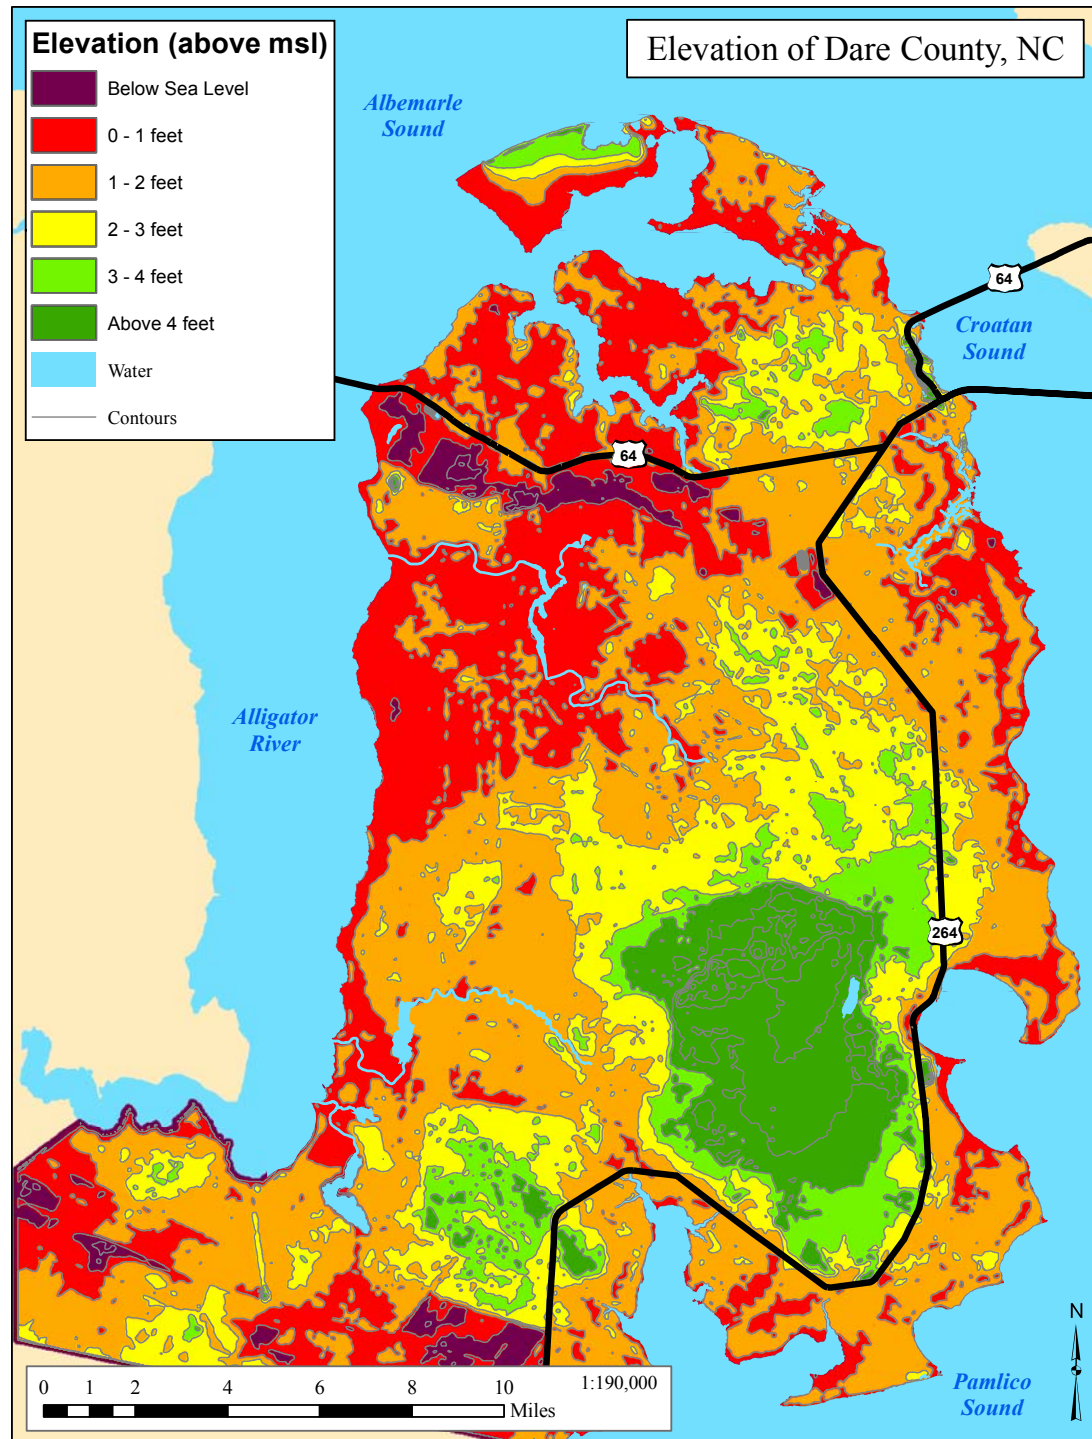 Elevation (above msl)
Below Sea Level
0 - 1 feet
1 - 2 feet
2 - 3 feet
3 - 4 feet
Above 4 feet
Water
Contours
Elevation of Dare County, NC
Albemarle
Sound
64
Croatan
Sound
64
Alligator
River
264
N
Pamlico
Sound
0 1 2 4 6 8 10
Miles
1:190,000